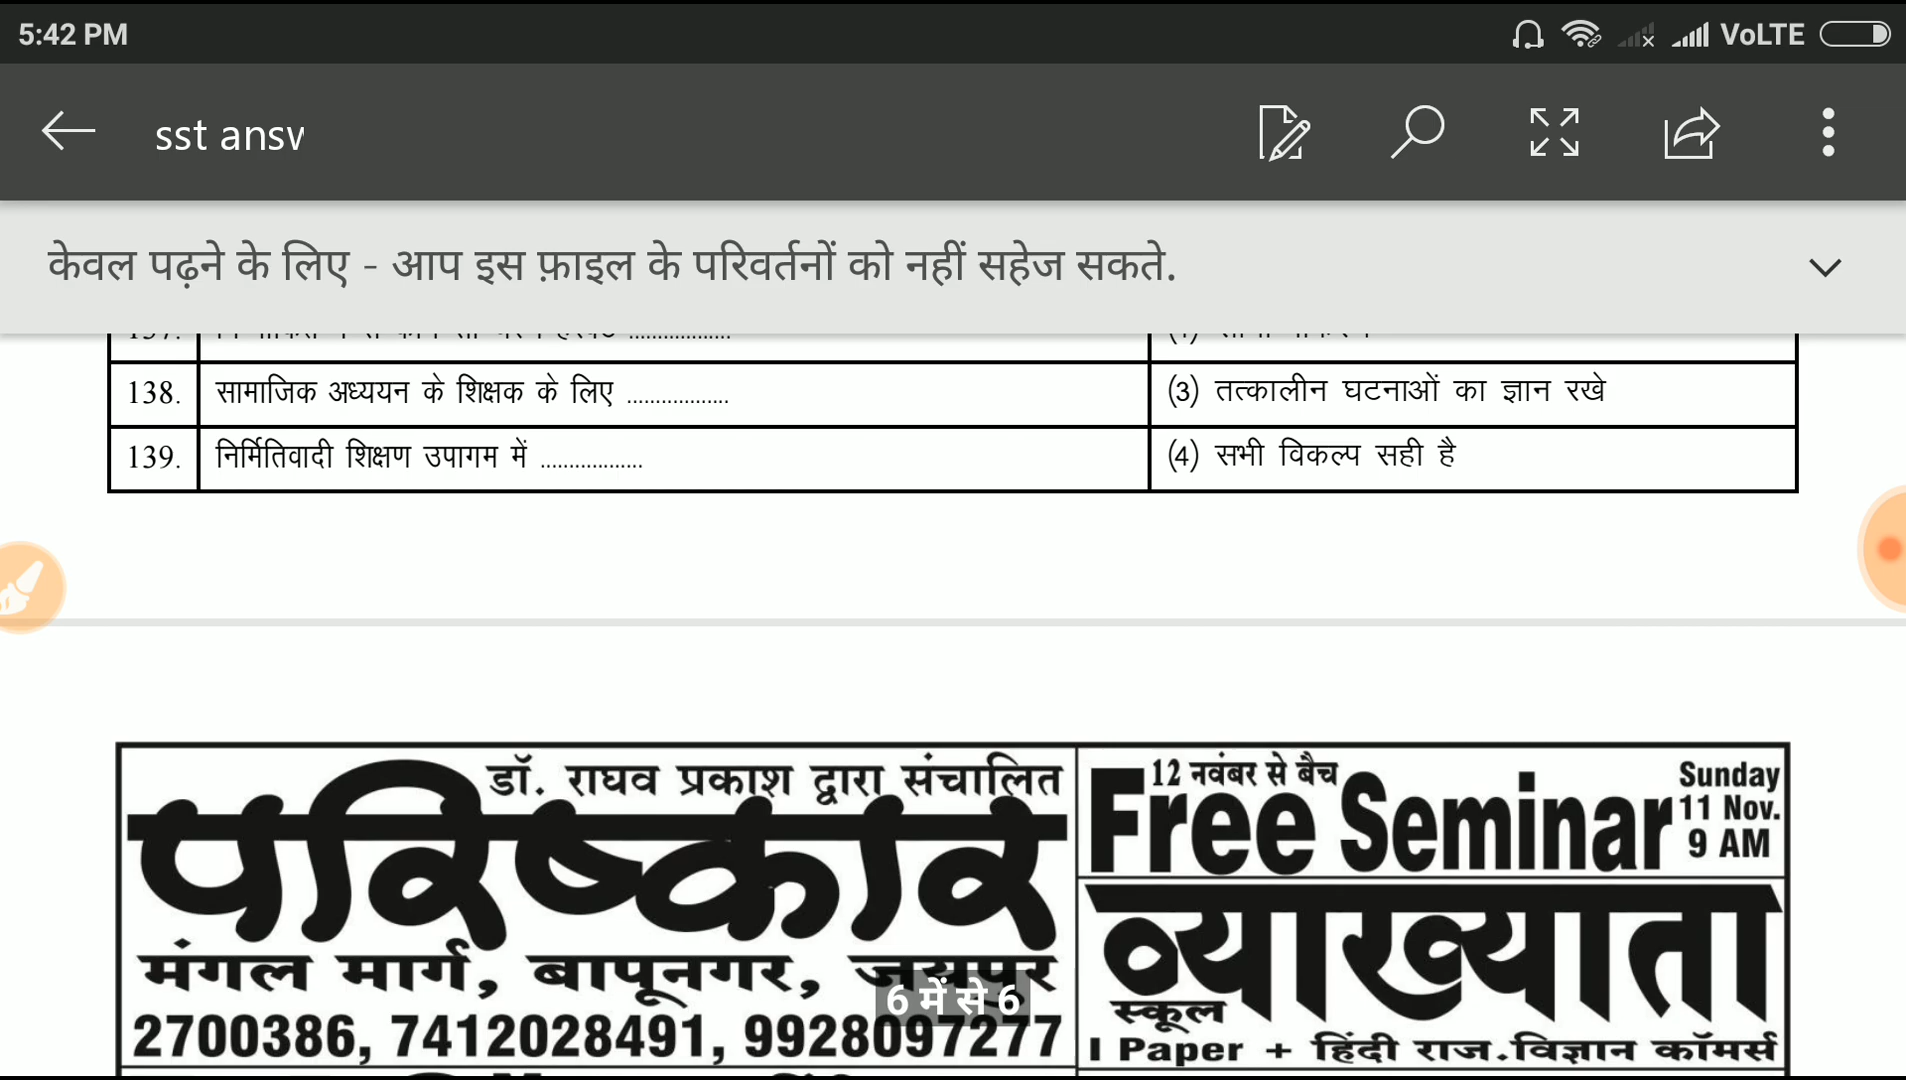 5:42 PM
VoLTE
sst ansv
केवल पढ़ने के लिए - आप इस फ़ाइल के परिवर्तनों को नहीं सहेज सकते.
138. सामाजिक अध्ययन के शिक्षक के लिए .................. (3) तत्कालीन घटनाओं का ज्ञान रखे
139. निर्मितिवादी शिक्षण उपागम में .................. (4) सभी विकल्प सही है
डॉ. राघव प्रकाश द्वारा संचालित
परिष्कार
मंगल मार्ग, बापूनगर, जयपुर
2700386, 7412028491, 9928097277
6 में से 6
12 नवंबर से बैच
Free Seminar
Sunday
11 Nov.
9 AM
व्याख्याता
स्कूल
I Paper + हिंदी राज.विज्ञान कॉमर्स